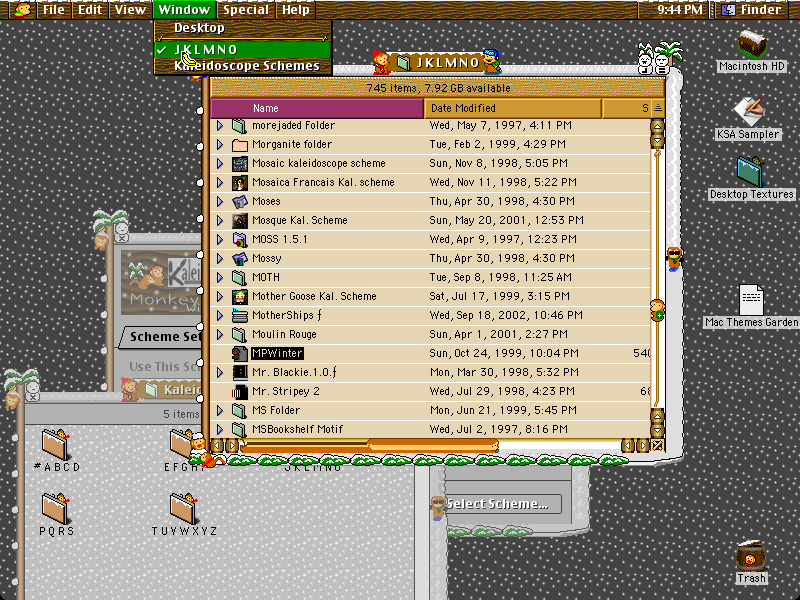 File Edit View Window Special Help 9:44 PM Finder
Desktop
✓ JKLMNO
Kaleidoscope Schemes
JKLMNO
745 items, 7.92 GB available
Name Date Modified S
morejaded Folder Wed, May 7, 1997, 4:11 PM
Morganite folder Tue, Feb 2, 1999, 4:29 PM
Mosaic kaleidoscope scheme Sun, Nov 8, 1998, 5:05 PM
Mosaica Francais Kal. scheme Wed, Nov 11, 1998, 5:22 PM
Moses Thu, Apr 30, 1998, 4:30 PM
Mosque Kal. Scheme Sun, May 20, 2001, 12:53 PM
MOSS 1.5.1 Wed, Apr 9, 1997, 12:23 PM
Mossy Thu, Apr 30, 1998, 4:30 PM
MOTH Tue, Sep 8, 1998, 11:25 AM
Mother Goose Kal. Scheme Sat, Jul 17, 1999, 3:15 PM
MotherShips ƒ Wed, Sep 18, 2002, 10:46 PM
Moulin Rouge Sun, Apr 1, 2001, 2:27 PM
MPWinter Sun, Oct 24, 1999, 10:04 PM 540
Mr. Blackie.1.0.ƒ Mon, Mar 30, 1998, 5:32 PM
Mr. Stripey 2 Wed, Jul 29, 1998, 4:23 PM 68
MS Folder Mon, Jun 21, 1999, 5:45 PM
MSBookshelf Motif Wed, Jul 2, 1997, 8:16 PM
Macintosh HD
KSA Sampler
Desktop Textures
Mac Themes Garden
Trash
Kalei
Monkey
Scheme Set
Use This Sc
Select Scheme...
Kaleid
5 items
#ABCD
EFGH
JKLMNO
PQRS
TUVWXYZ